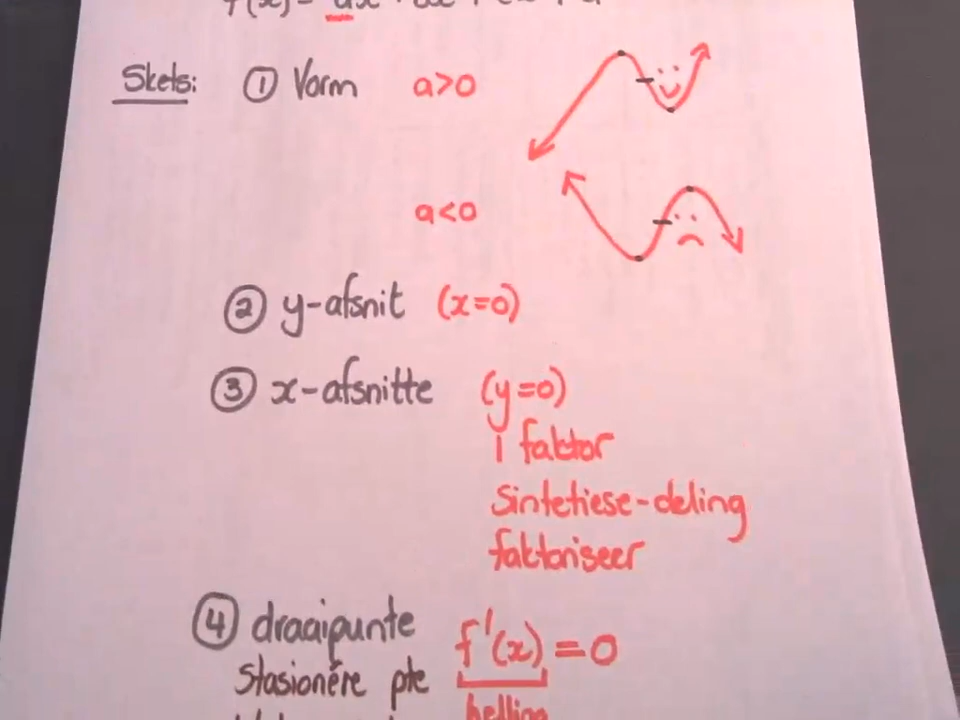 Skets: ① Vorm a>0
a<0
② y-afsnit (x=0)
③ x-afsnitte (y=0)
1 faktor
Sintetiese-deling
faktoriseer
④ draaipunte f'(x) = 0
Stasionêre pte
helling